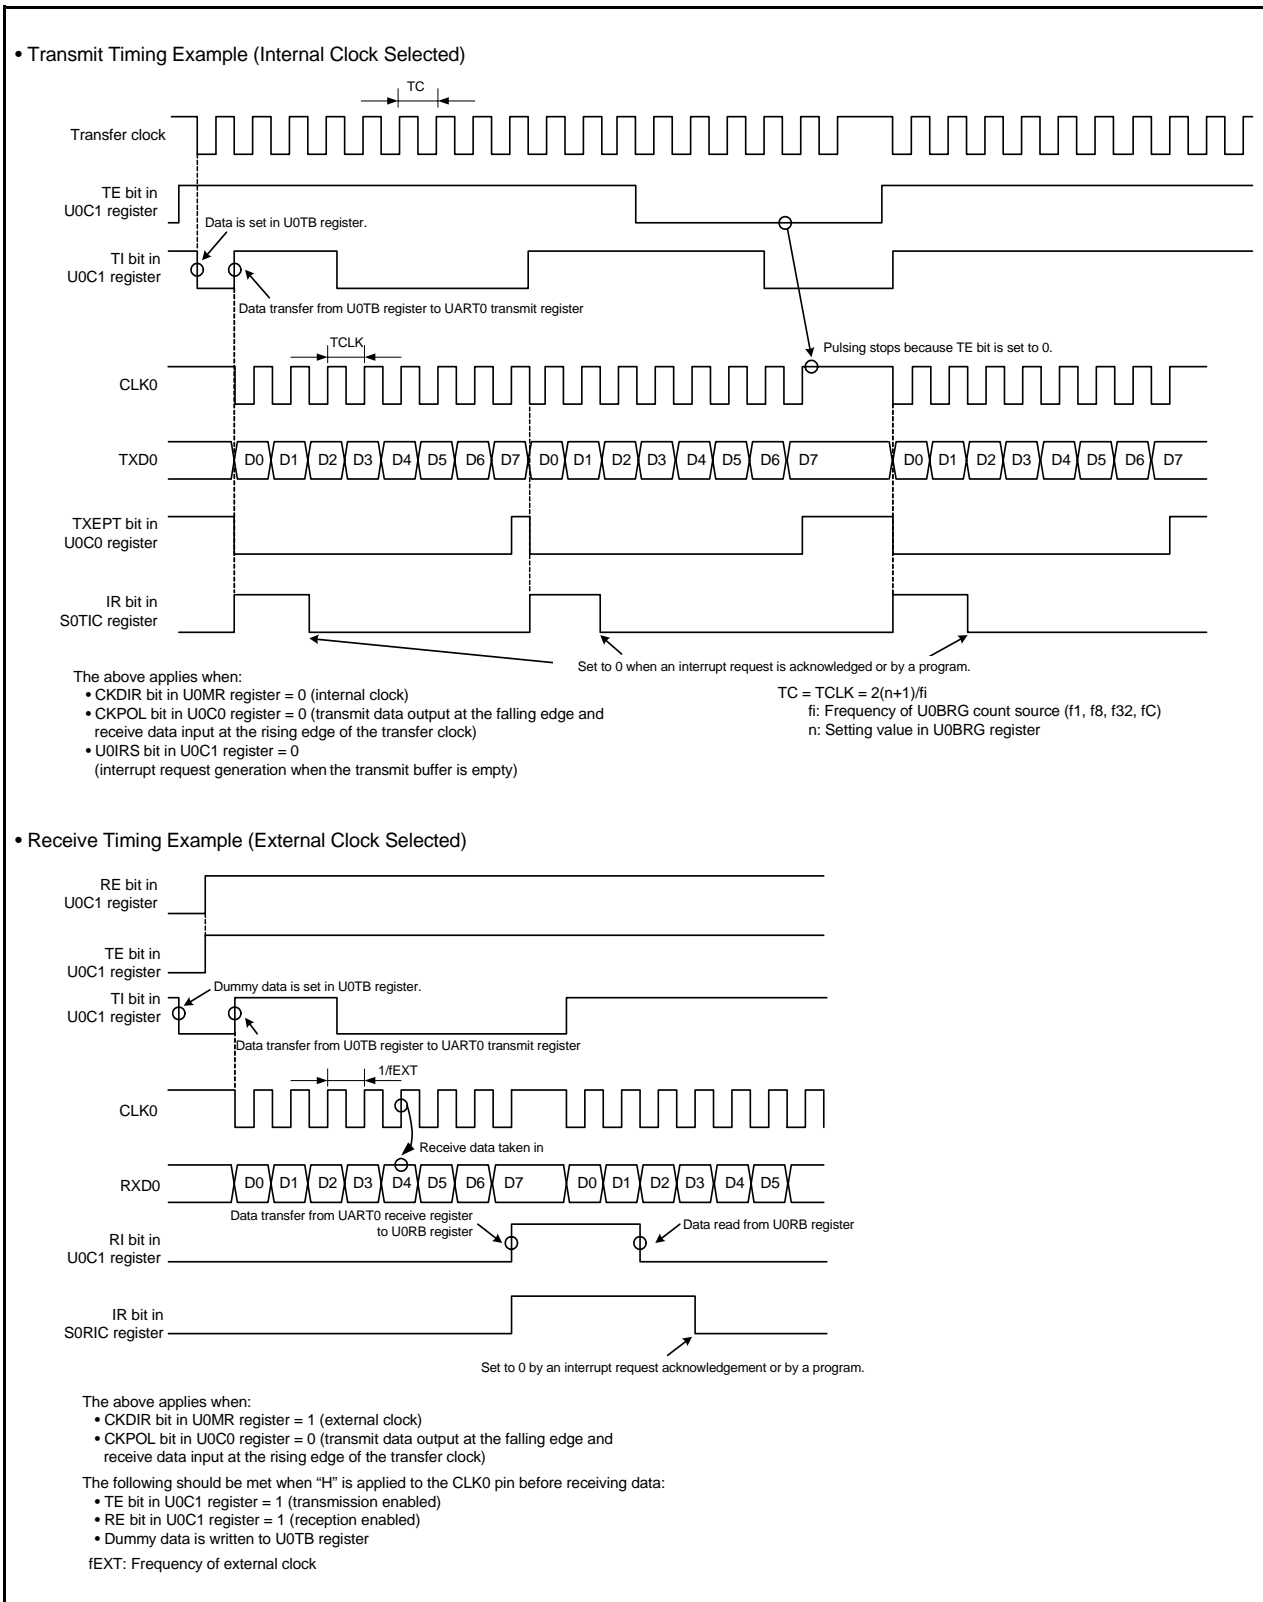 • Transmit Timing Example (Internal Clock Selected)
TC
Transfer clock
TE bit in
U0C1 register
Data is set in U0TB register.
TI bit in
U0C1 register
Data transfer from U0TB register to UART0 transmit register
TCLK
Pulsing stops because TE bit is set to 0.
CLK0
TXD0 D0 D1 D2 D3 D4 D5 D6 D7 D0 D1 D2 D3 D4 D5 D6 D7 D0 D1 D2 D3 D4 D5 D6 D7
TXEPT bit in
U0C0 register
IR bit in
S0TIC register
Set to 0 when an interrupt request is acknowledged or by a program.
The above applies when:
• CKDIR bit in U0MR register = 0 (internal clock)
• CKPOL bit in U0C0 register = 0 (transmit data output at the falling edge and
receive data input at the rising edge of the transfer clock)
• U0IRS bit in U0C1 register = 0
(interrupt request generation when the transmit buffer is empty)
TC = TCLK = 2(n+1)/fi
fi: Frequency of U0BRG count source (f1, f8, f32, fC)
n: Setting value in U0BRG register
• Receive Timing Example (External Clock Selected)
RE bit in
U0C1 register
TE bit in
U0C1 register
Dummy data is set in U0TB register.
TI bit in
U0C1 register
Data transfer from U0TB register to UART0 transmit register
1/fEXT
CLK0
Receive data taken in
RXD0 D0 D1 D2 D3 D4 D5 D6 D7 D0 D1 D2 D3 D4 D5
Data transfer from UART0 receive register
to U0RB register
Data read from U0RB register
RI bit in
U0C1 register
IR bit in
S0RIC register
Set to 0 by an interrupt request acknowledgement or by a program.
The above applies when:
• CKDIR bit in U0MR register = 1 (external clock)
• CKPOL bit in U0C0 register = 0 (transmit data output at the falling edge and
receive data input at the rising edge of the transfer clock)
The following should be met when “H” is applied to the CLK0 pin before receiving data:
• TE bit in U0C1 register = 1 (transmission enabled)
• RE bit in U0C1 register = 1 (reception enabled)
• Dummy data is written to U0TB register
fEXT: Frequency of external clock